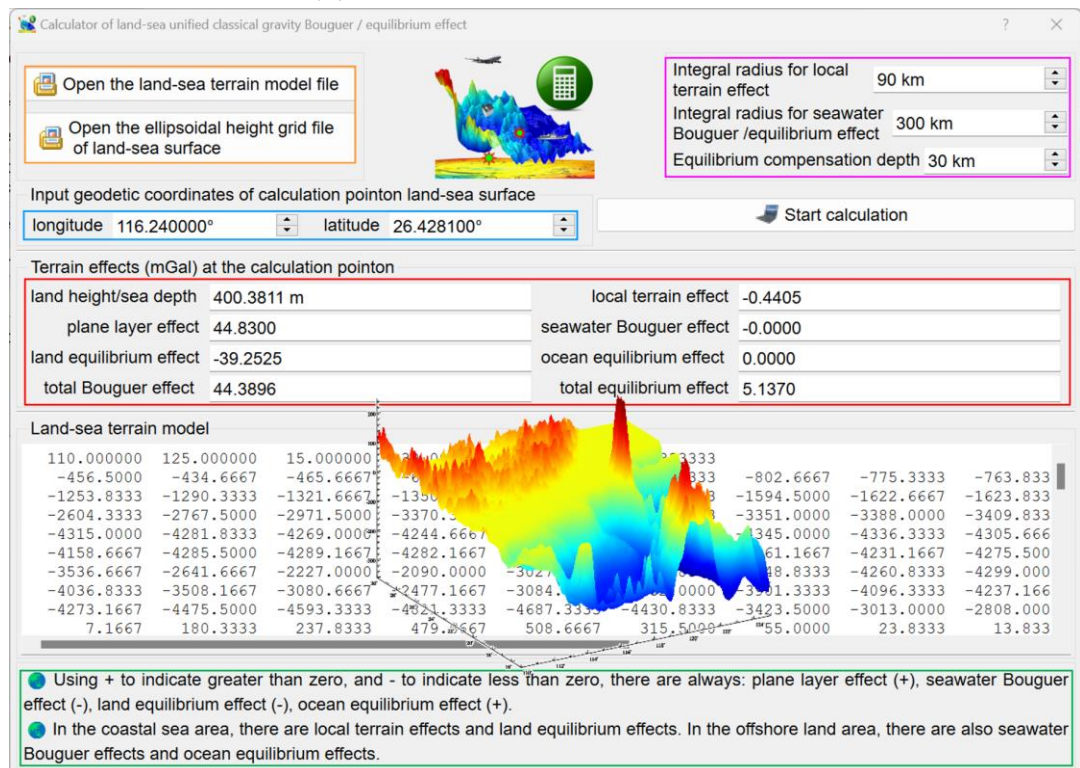 Calculator of land-sea unified classical gravity Bouguer / equilibrium effect
Open the land-sea terrain model file
Open the ellipsoidal height grid file
of land-sea surface
Integral radius for local
terrain effect 90 km
Integral radius for seawater
Bouguer /equilibrium effect 300 km
Equilibrium compensation depth 30 km
Input geodetic coordinates of calculation pointon land-sea surface
longitude 116.240000° latitude 26.428100°
Start calculation
Terrain effects (mGal) at the calculation pointon
land height/sea depth 400.3811 m local terrain effect -0.4405
plane layer effect 44.8300 seawater Bouguer effect -0.0000
land equilibrium effect -39.2525 ocean equilibrium effect 0.0000
total Bouguer effect 44.3896 total equilibrium effect 5.1370
Land-sea terrain model
110.000000 125.000000 15.000000
-456.5000 -434.6667 -465.6667 -802.6667 -775.3333 -763.833
-1253.8333 -1290.3333 -1321.6667 -1594.5000 -1622.6667 -1623.833
-2604.3333 -2767.5000 -2971.5000 -3351.0000 -3388.0000 -3409.833
-4315.0000 -4281.8333 -4269.0000 -4244.6667 -4336.3333 -4305.666
-4158.6667 -4285.5000 -4289.1667 -4282.1667 -4231.1667 -4275.500
-3536.6667 -2641.6667 -2227.0000 -2090.0000 -4260.8333 -4299.000
-4036.8333 -3508.1667 -3080.6667 -2477.1667 -4096.3333 -4237.166
-4273.1667 -4475.5000 -4593.3333 -4687.3333 -4430.8333 -3423.5000 -3013.0000 -2808.000
7.1667 180.3333 237.8333 508.6667 315.5000 55.0000 23.8333 13.833
Using + to indicate greater than zero, and - to indicate less than zero, there are always: plane layer effect (+), seawater Bouguer
effect (-), land equilibrium effect (-), ocean equilibrium effect (+).
In the coastal sea area, there are local terrain effects and land equilibrium effects. In the offshore land area, there are also seawater
Bouguer effects and ocean equilibrium effects.